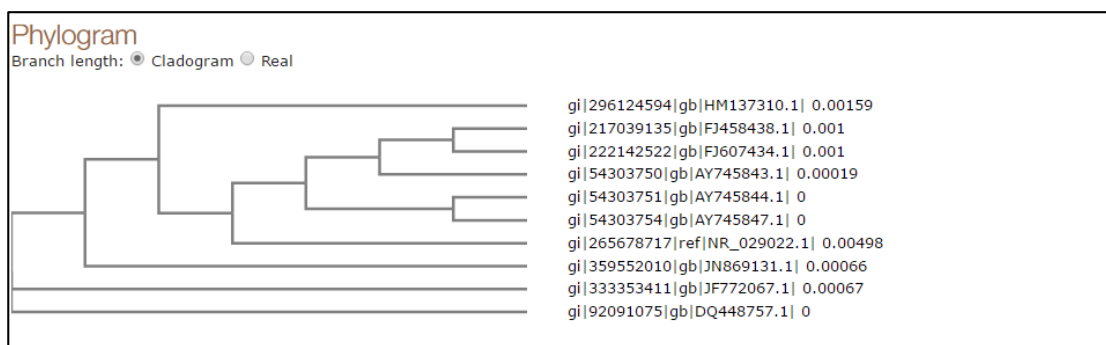 Phylogram
Branch length: Cladogram Real
gi|296124594|gb|HM137310.1| 0.00159
gi|217039135|gb|FJ458438.1| 0.001
gi|222142522|gb|FJ607434.1| 0.001
gi|54303750|gb|AY745843.1| 0.00019
gi|54303751|gb|AY745844.1| 0
gi|54303754|gb|AY745847.1| 0
gi|265678717|ref|NR_029022.1| 0.00498
gi|359552010|gb|JN869131.1| 0.00066
gi|333353411|gb|JF772067.1| 0.00067
gi|92091075|gb|DQ448757.1| 0